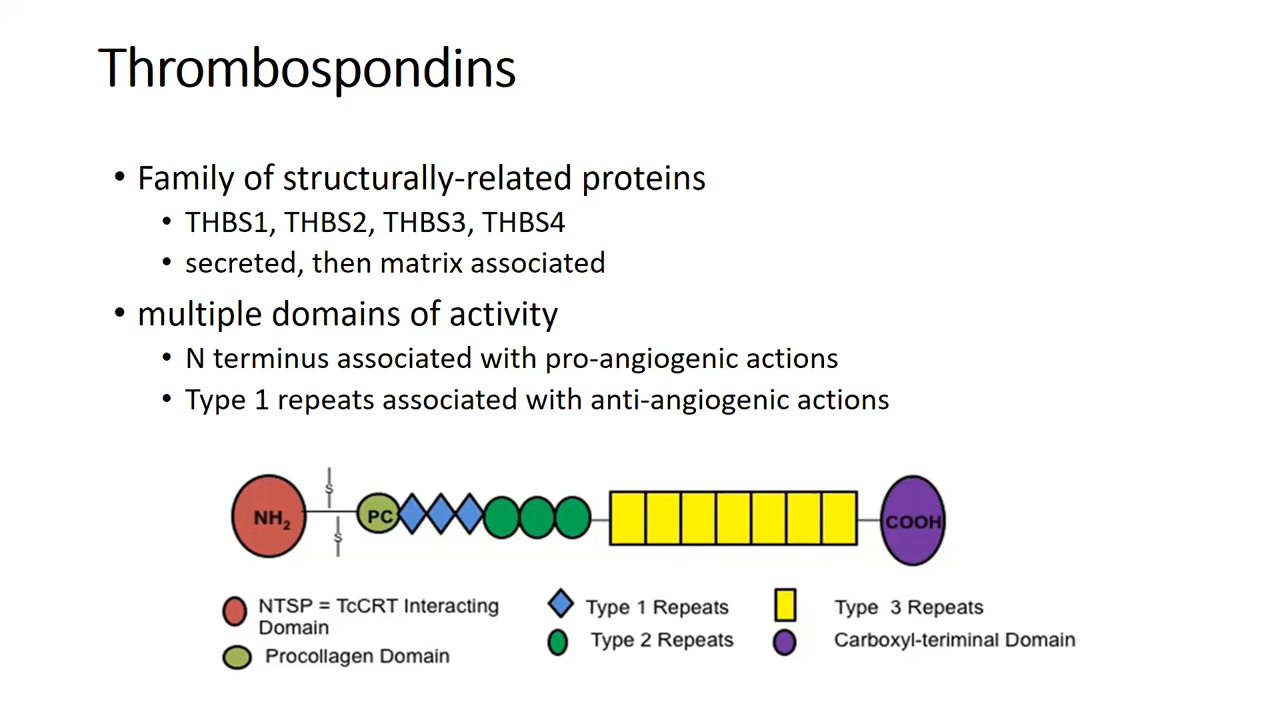 Thrombospondins
• Family of structurally-related proteins
• THBS1, THBS2, THBS3, THBS4
• secreted, then matrix associated
• multiple domains of activity
• N terminus associated with pro-angiogenic actions
• Type 1 repeats associated with anti-angiogenic actions
NH2
S
S
PC
COOH
NTSP = TcCRT Interacting
Domain
Procollagen Domain
Type 1 Repeats
Type 2 Repeats
Type 3 Repeats
Carboxyl-teriminal Domain